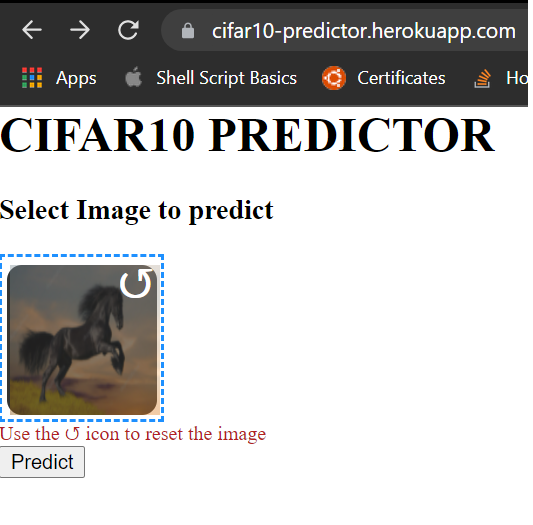 cifar10-predictor.herokuapp.com
Apps Shell Script Basics Certificates Ho
CIFAR10 PREDICTOR
Select Image to predict
Use the ↺ icon to reset the image
Predict